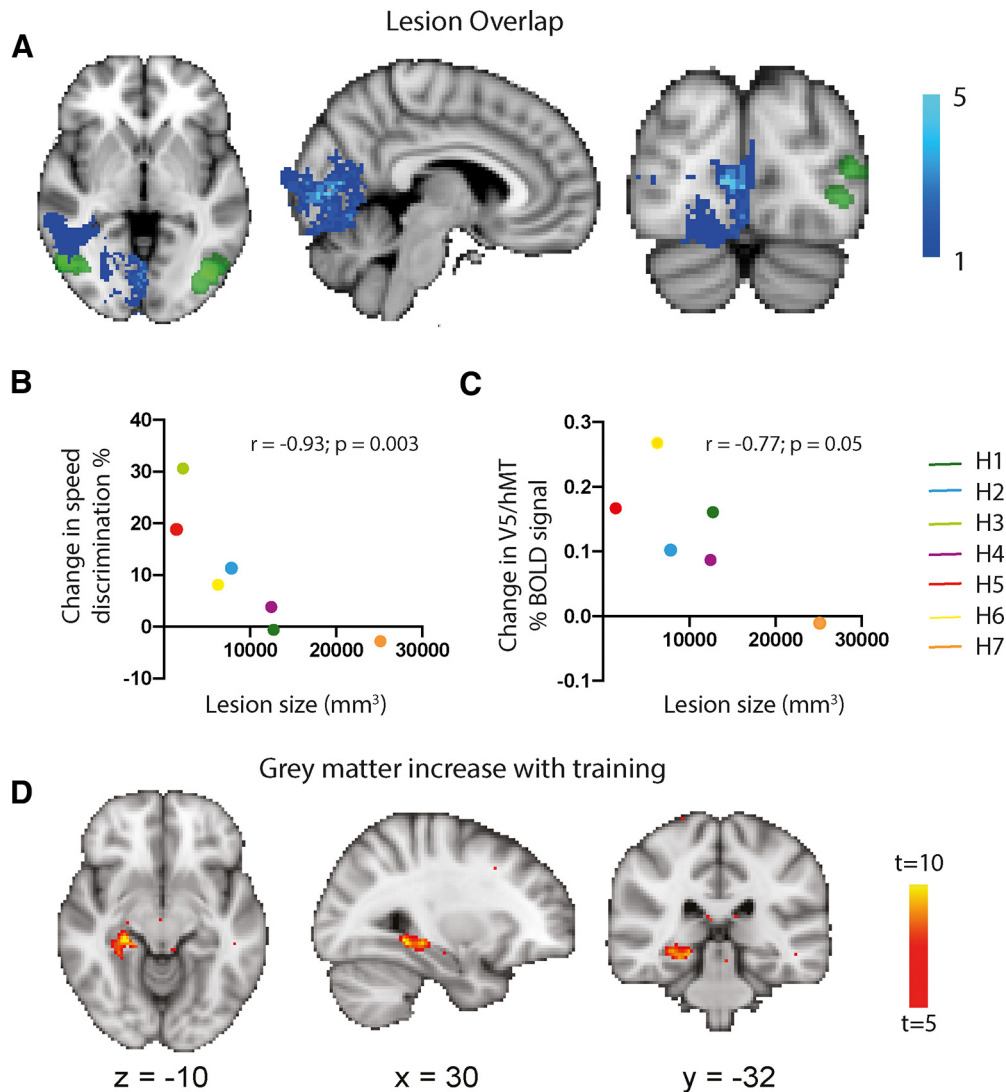 Lesion Overlap
A
5
1
B
40
30
20
10
0
-10
10000 20000 30000
r = -0.93; p = 0.003
Change in speed
discrimination %
Lesion size (mm³)
C
0.3
0.2
0.1
0.0
-0.1
10000 20000 30000
r = -0.77; p = 0.05
Change in V5/hMT
% BOLD signal
Lesion size (mm³)
H1
H2
H3
H4
H5
H6
H7
Grey matter increase with training
D
t=10
t=5
z = -10 x = 30 y = -32